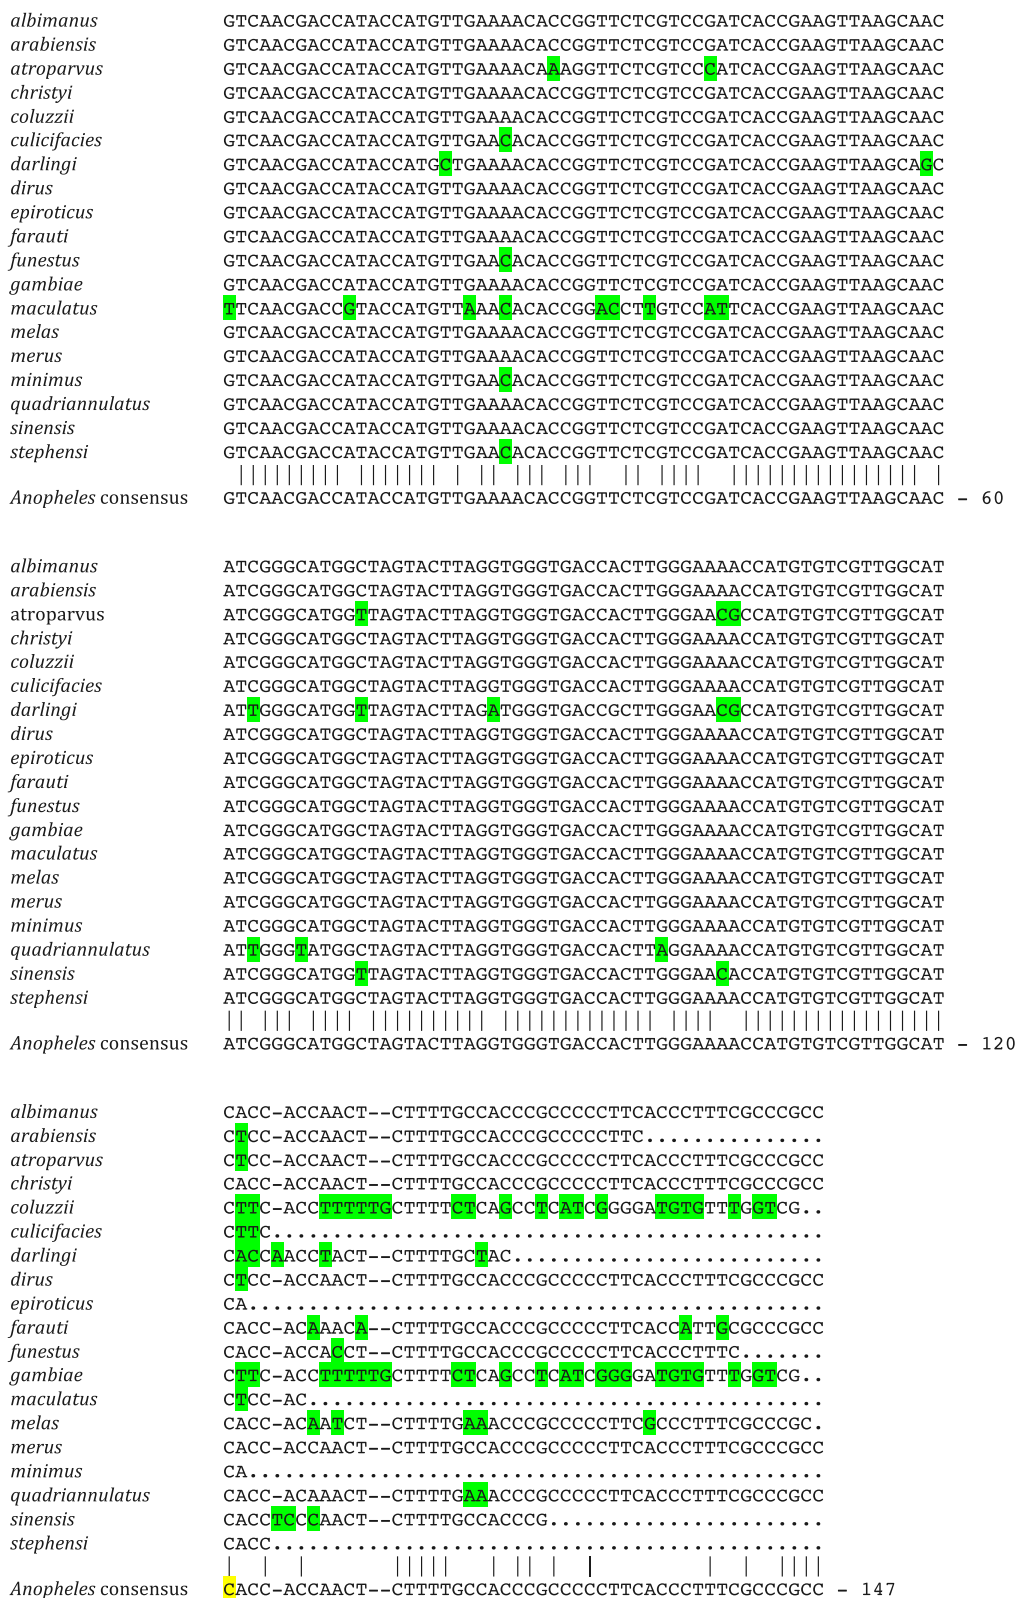 albimanus GTCAACGACCATACCATGTTGAAAACACCGGTTCTCGTCCGATCACCGAAGTTAAGCAAC
arabiensis GTCAACGACCATACCATGTTGAAAACACCGGTTCTCGTCCGATCACCGAAGTTAAGCAAC
atroparvus GTCAACGACCATACCATGTTGAAAACAAAGGTTCTCGTCCCATCACCGAAGTTAAGCAAC
christyi GTCAACGACCATACCATGTTGAAAACACCGGTTCTCGTCCGATCACCGAAGTTAAGCAAC
coluzzii GTCAACGACCATACCATGTTGAAAACACCGGTTCTCGTCCGATCACCGAAGTTAAGCAAC
culicifacies GTCAACGACCATACCATGTTGAACACACCGGTTCTCGTCCGATCACCGAAGTTAAGCAAC
darlingi GTCAACGACCATACCATGCTGAAAACACCGGTTCTCGTCCGATCACCGAAGTTAAGCAGC
dirus GTCAACGACCATACCATGTTGAAAACACCGGTTCTCGTCCGATCACCGAAGTTAAGCAAC
epiroticus GTCAACGACCATACCATGTTGAAAACACCGGTTCTCGTCCGATCACCGAAGTTAAGCAAC
farauti GTCAACGACCATACCATGTTGAAAACACCGGTTCTCGTCCGATCACCGAAGTTAAGCAAC
funestus GTCAACGACCATACCATGTTGAACACACCGGTTCTCGTCCGATCACCGAAGTTAAGCAAC
gambiae GTCAACGACCATACCATGTTGAAAACACCGGTTCTCGTCCGATCACCGAAGTTAAGCAAC
maculatus TTCAACGACCGTACCATGTTAAACACACCGGACCTTGTCCATTCACCGAAGTTAAGCAAC
melas GTCAACGACCATACCATGTTGAAAACACCGGTTCTCGTCCGATCACCGAAGTTAAGCAAC
merus GTCAACGACCATACCATGTTGAAAACACCGGTTCTCGTCCGATCACCGAAGTTAAGCAAC
minimus GTCAACGACCATACCATGTTGAACACACCGGTTCTCGTCCGATCACCGAAGTTAAGCAAC
quadriannulatus GTCAACGACCATACCATGTTGAAAACACCGGTTCTCGTCCGATCACCGAAGTTAAGCAAC
sinensis GTCAACGACCATACCATGTTGAAAACACCGGTTCTCGTCCGATCACCGAAGTTAAGCAAC
stephensi GTCAACGACCATACCATGTTGAACACACCGGTTCTCGTCCGATCACCGAAGTTAAGCAAC
Anopheles consensus GTCAACGACCATACCATGTTGAAAACACCGGTTCTCGTCCGATCACCGAAGTTAAGCAAC - 60
albimanus ATCGGGCATGGCTAGTACTTAGGTGGGTGACCACTTGGGAAAACCATGTGTCGTTGGCAT
arabiensis ATCGGGCATGGCTAGTACTTAGGTGGGTGACCACTTGGGAAAACCATGTGTCGTTGGCAT
atroparvus ATCGGGCATGGTTAGTACTTAGGTGGGTGACCACTTGGGAACGCCATGTGTCGTTGGCAT
christyi ATCGGGCATGGCTAGTACTTAGGTGGGTGACCACTTGGGAAAACCATGTGTCGTTGGCAT
coluzzii ATCGGGCATGGCTAGTACTTAGGTGGGTGACCACTTGGGAAAACCATGTGTCGTTGGCAT
culicifacies ATCGGGCATGGCTAGTACTTAGGTGGGTGACCACTTGGGAAAACCATGTGTCGTTGGCAT
darlingi ATTGGGCATGGTTAGTACTTAGATGGGTGACCGCTTGGGAACGCCATGTGTCGTTGGCAT
dirus ATCGGGCATGGCTAGTACTTAGGTGGGTGACCACTTGGGAAAACCATGTGTCGTTGGCAT
epiroticus ATCGGGCATGGCTAGTACTTAGGTGGGTGACCACTTGGGAAAACCATGTGTCGTTGGCAT
farauti ATCGGGCATGGCTAGTACTTAGGTGGGTGACCACTTGGGAAAACCATGTGTCGTTGGCAT
funestus ATCGGGCATGGCTAGTACTTAGGTGGGTGACCACTTGGGAAAACCATGTGTCGTTGGCAT
gambiae ATCGGGCATGGCTAGTACTTAGGTGGGTGACCACTTGGGAAAACCATGTGTCGTTGGCAT
maculatus ATCGGGCATGGCTAGTACTTAGGTGGGTGACCACTTGGGAAAACCATGTGTCGTTGGCAT
melas ATCGGGCATGGCTAGTACTTAGGTGGGTGACCACTTGGGAAAACCATGTGTCGTTGGCAT
merus ATCGGGCATGGCTAGTACTTAGGTGGGTGACCACTTGGGAAAACCATGTGTCGTTGGCAT
minimus ATCGGGCATGGCTAGTACTTAGGTGGGTGACCACTTGGGAAAACCATGTGTCGTTGGCAT
quadriannulatus ATTGGGTATGGCTAGTACTTAGGTGGGTGACCACTTAGGAAAACCATGTGTCGTTGGCAT
sinensis ATCGGGCATGGTTAGTACTTAGGTGGGTGACCACTTGGGAACACCATGTGTCGTTGGCAT
stephensi ATCGGGCATGGCTAGTACTTAGGTGGGTGACCACTTGGGAAAACCATGTGTCGTTGGCAT
Anopheles consensus ATCGGGCATGGCTAGTACTTAGGTGGGTGACCACTTGGGAAAACCATGTGTCGTTGGCAT - 120
albimanus CACC-ACCAACT--CTTTTGCCACCCGCCCCCTTCACCCTTTCGCCCGCC
arabiensis CTCC-ACCAACT--CTTTTGCCACCCGCCCCCTTC...............
atroparvus CTCC-ACCAACT--CTTTTGCCACCCGCCCCCTTCACCCTTTCGCCCGCC
christyi CACC-ACCAACT--CTTTTGCCACCCGCCCCCTTCACCCTTTCGCCCGCC
coluzzii CTTC-ACCTTTTTGCTTTTCTCAGCCTCATCGGGGATGTGTTTGGTCG..
culicifacies CTTC..............................................
darlingi CACCAACCTACT--CTTTTGCTAC..........................
dirus CTCC-ACCAACT--CTTTTGCCACCCGCCCCCTTCACCCTTTCGCCCGCC
epiroticus CA................................................
farauti CACC-ACAAACA--CTTTTGCCACCCGCCCCCTTCACCATTGCGCCCGCC
funestus CACC-ACCACCT--CTTTTGCCACCCGCCCCCTTCACCCTTTC.......
gambiae CTTC-ACCTTTTTGCTTTTCTCAGCCTCATCGGGGATGTGTTTGGTCG..
maculatus CTCC-AC...........................................
melas CACC-ACAATCT--CTTTTGAAACCCGCCCCCTTCGCCCTTTCGCCCGC.
merus CACC-ACCAACT--CTTTTGCCACCCGCCCCCTTCACCCTTTCGCCCGCC
minimus CA................................................
quadriannulatus CACC-ACAAACT--CTTTTGAAACCCGCCCCCTTCACCCTTTCGCCCGCC
sinensis CACCTCCCAACT--CTTTTGCCACCCG.......................
stephensi CACC..............................................
Anopheles consensus CACC-ACCAACT--CTTTTGCCACCCGCCCCCTTCACCCTTTCGCCCGCC - 147